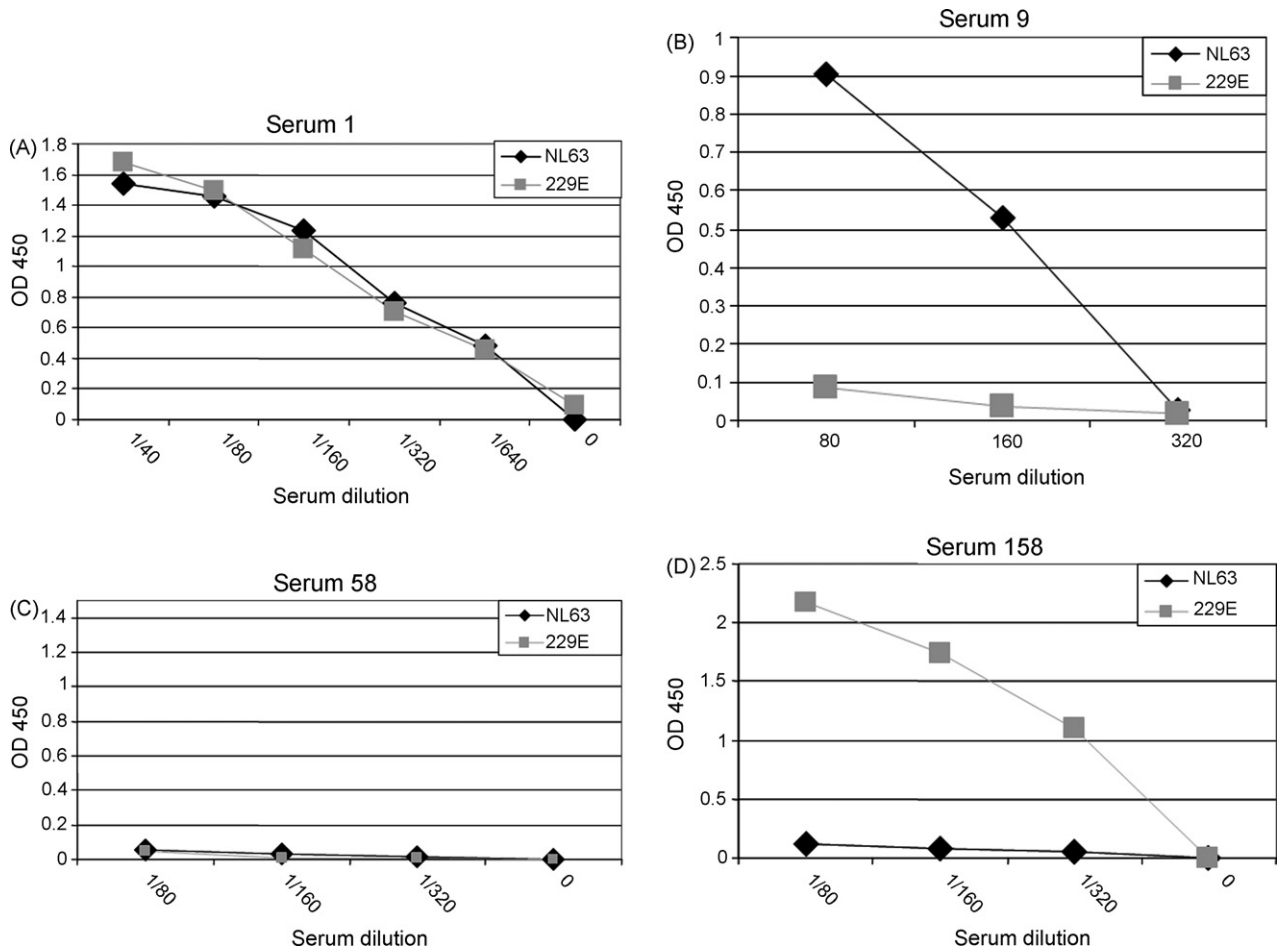 (A)
Serum 1
NL63
229E
OD 450
1.8
1.6
1.4
1.2
1
0.8
0.6
0.4
0.2
0
1/40
1/80
1/160
1/320
1/640
0
Serum dilution
(B)
Serum 9
NL63
229E
OD 450
1
0.9
0.8
0.7
0.6
0.5
0.4
0.3
0.2
0.1
0
80
160
320
Serum dilution
(C)
Serum 58
NL63
229E
OD 450
1.4
1.2
1
0.8
0.6
0.4
0.2
0
1/80
1/160
1/320
0
Serum dilution
(D)
Serum 158
NL63
229E
OD 450
2.5
2
1.5
1
0.5
0
1/80
1/160
1/320
0
Serum dilution